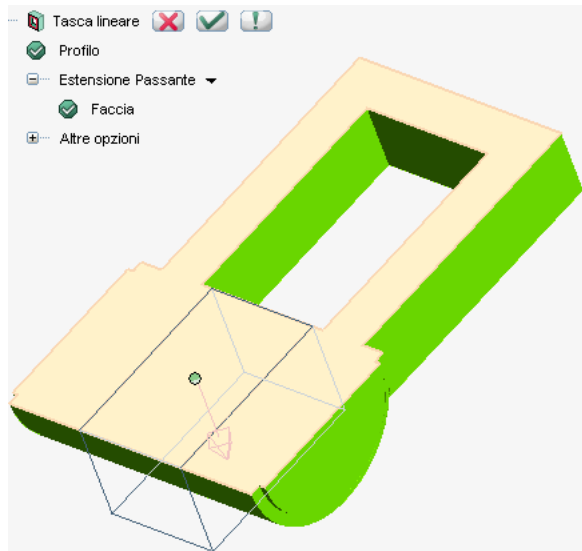 Tasca lineare
Profilo
Estensione Passante
Faccia
Altre opzioni